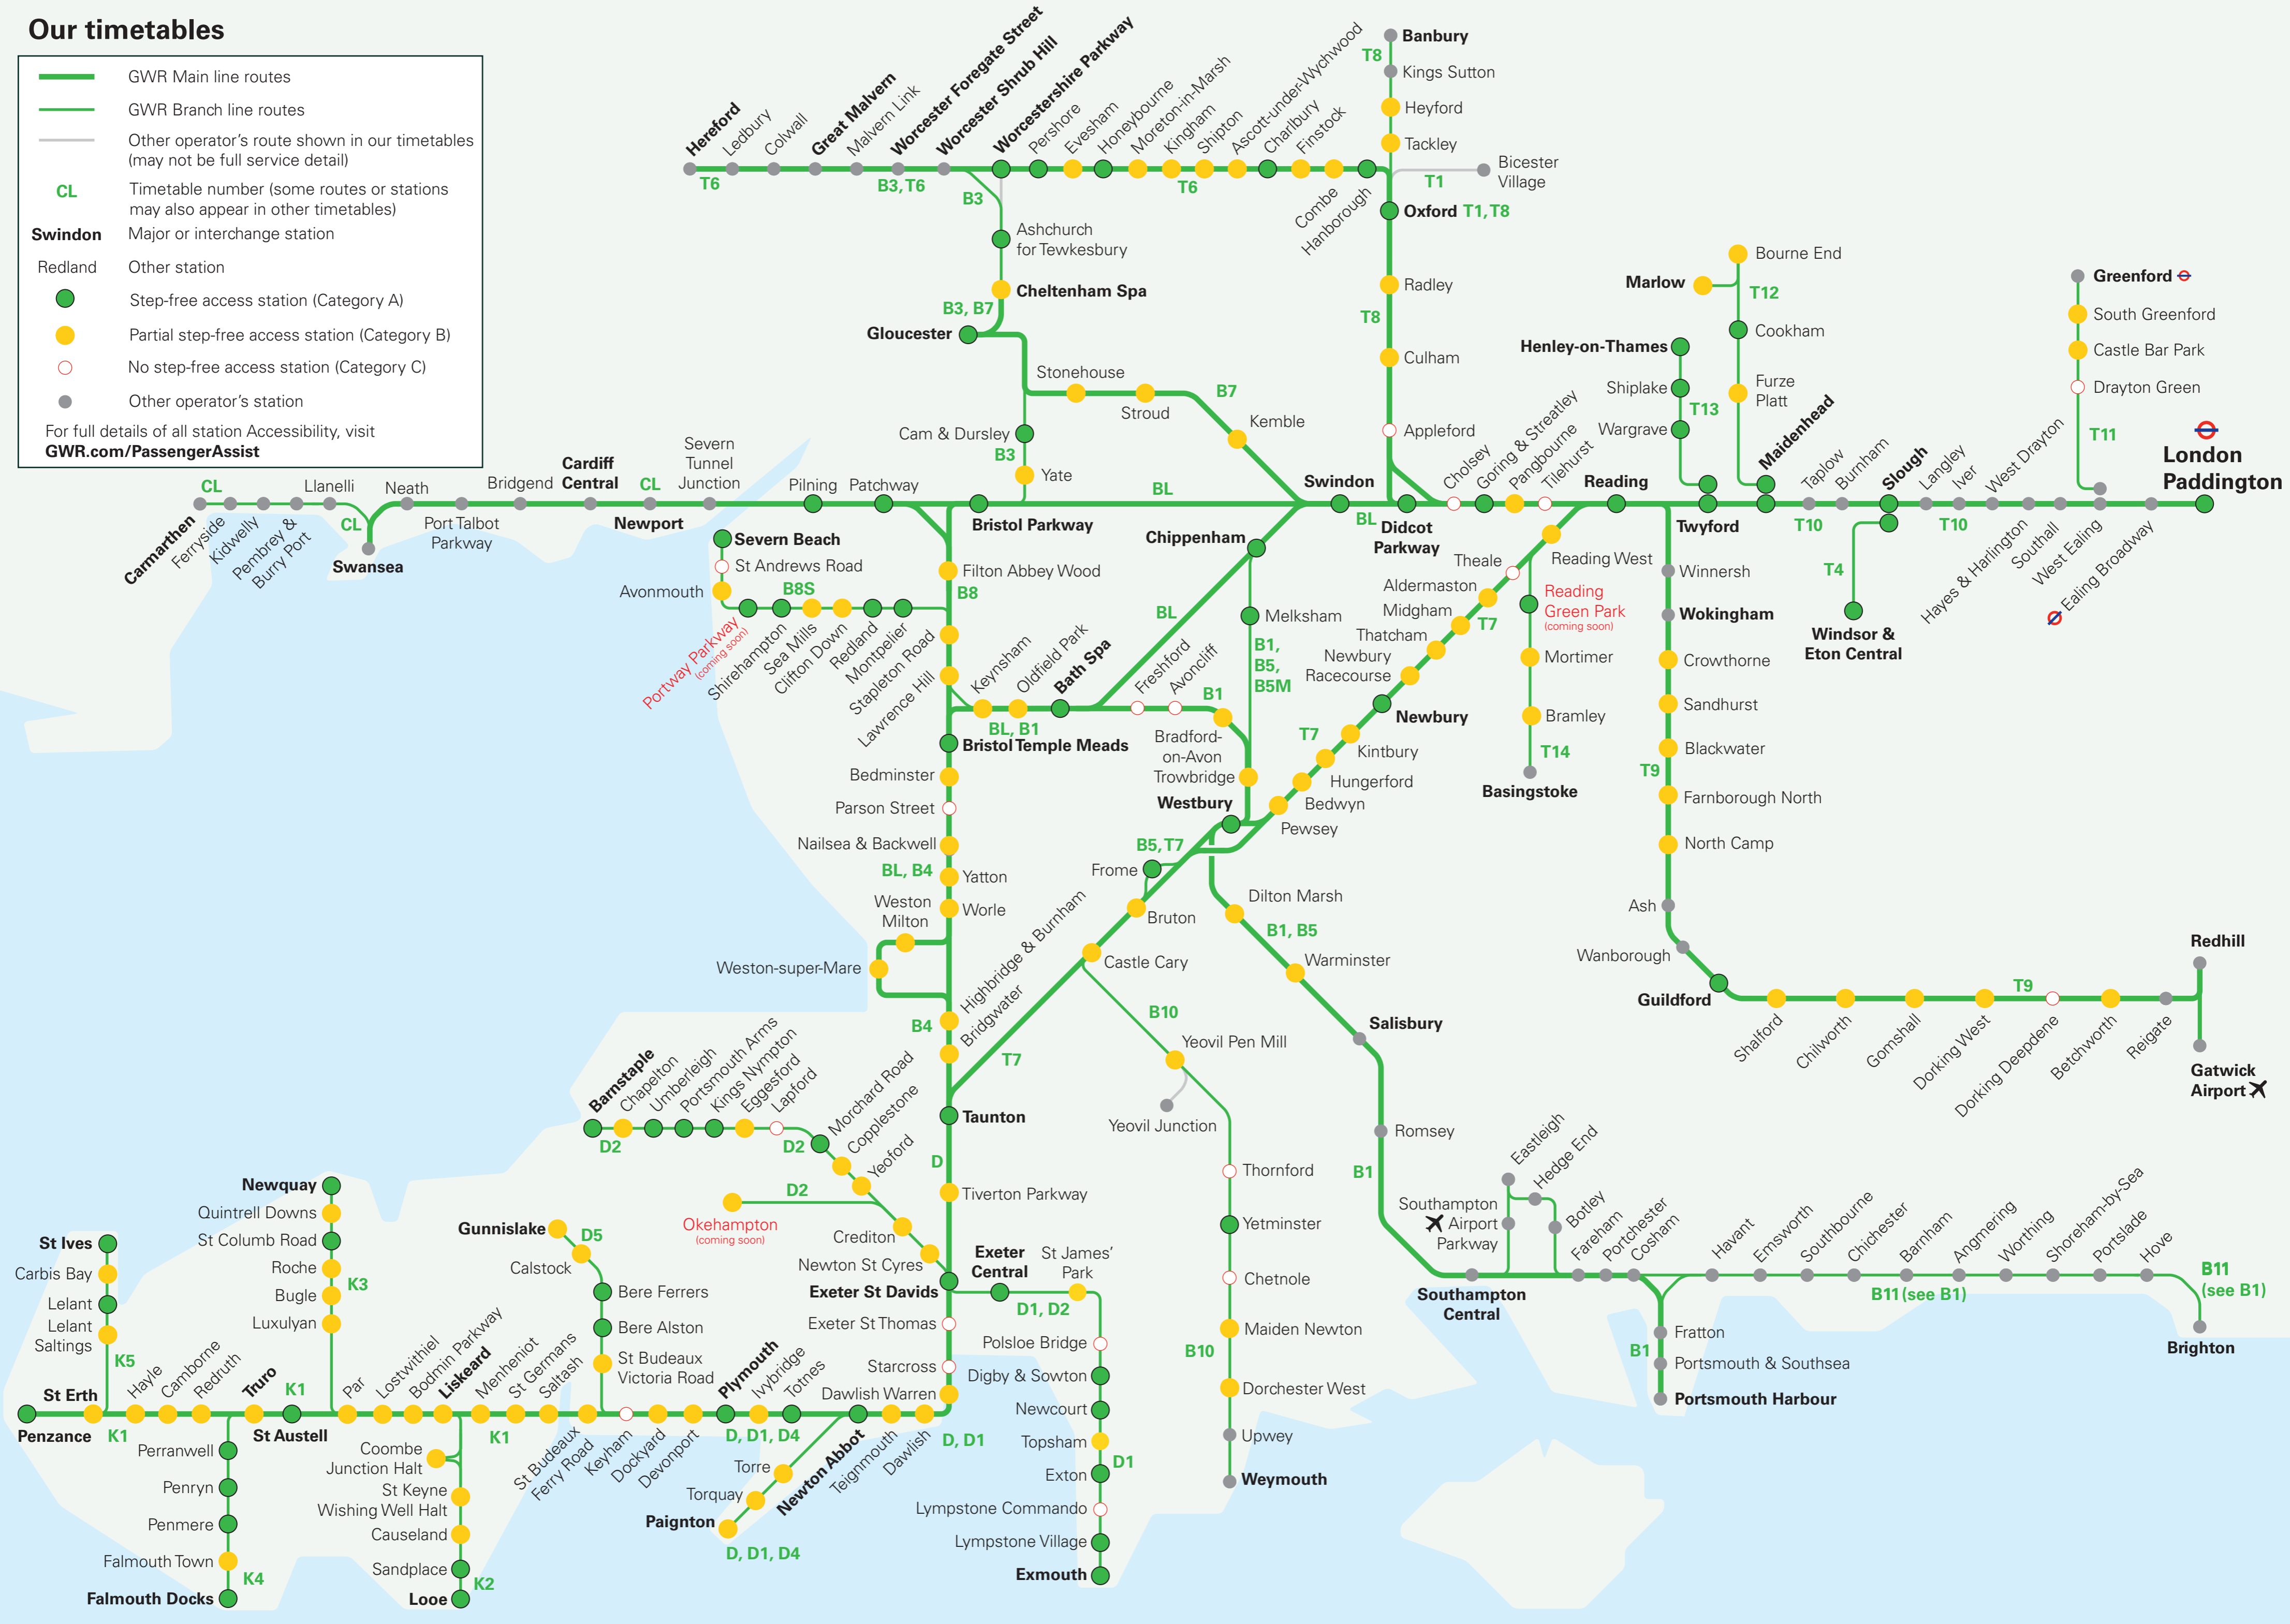 Our timetables
GWR Main line routes
GWR Branch line routes
Other operator's route shown in our timetables
(may not be full service detail)
CL
Timetable number (some routes or stations
may also appear in other timetables)
Swindon
Major or interchange station
Redland
Other station
Step-free access station (Category A)
Partial step-free access station (Category B)
No step-free access station (Category C)
Other operator's station
For full details of all station Accessibility, visit
GWR.com/PassengerAssist
Hereford
Ledbury
Colwall
Great Malvern
Malvern Link
Worcester Foregate Street
Worcester Shrub Hill
Worcestershire Parkway
Pershore
Evesham
Honeybourne
Moreton-in-Marsh
Kingham
Shipton
Ascott-under-Wychwood
Charlbury
Finstock
Combe
Hanborough
T6
B3, T6
B3
T6
T8
Banbury
Kings Sutton
Heyford
Tackley
Bicester
Village
T1
Oxford
T1, T8
Radley
T8
Culham
Appleford
Ashchurch
for Tewkesbury
Cheltenham Spa
B3, B7
Gloucester
Stonehouse
Stroud
B7
Kemble
Cam & Dursley
B3
Yate
Marlow
Bourne End
T12
Cookham
Furze
Platt
Maidenhead
Henley-on-Thames
Shiplake
T13
Wargrave
Greenford
South Greenford
Castle Bar Park
Drayton Green
T11
London
Paddington
CL
Carmarthen
Ferryside
Kidwelly
Pembrey &
Burry Port
Llanelli
CL
Swansea
Neath
Port Talbot
Parkway
Bridgend
Cardiff
Central
CL
Newport
Severn
Tunnel
Junction
Pilning
Patchway
Bristol Parkway
BL
Swindon
BL
Didcot
Parkway
Cholsey
Goring & Streatley
Pangbourne
Tilehurst
Reading
Twyford
Taplow
Burnham
T10
Slough
Langley
Iver
T10
West Drayton
Hayes & Harlington
Southall
West Ealing
Ealing Broadway
T4
Windsor &
Eton Central
Severn Beach
St Andrews Road
Avonmouth
B8S
Portway Parkway
(coming soon)
Shirehampton
Sea Mills
Clifton Down
Redland
Montpelier
Filton Abbey Wood
B8
Stapleton Road
Lawrence Hill
Keynsham
Oldfield Park
Bath Spa
BL, B1
BL
Chippenham
Melksham
B1,
B5,
B5M
Freshford
Avoncliff
B1
Bradford-
on-Avon
Trowbridge
Westbury
Reading West
Theale
Aldermaston
Midgham
T7
Thatcham
Newbury
Racecourse
Newbury
T7
Kintbury
Hungerford
Bedwyn
Pewsey
Reading
Green Park
(coming soon)
Mortimer
Bramley
T14
Basingstoke
Winnersh
Wokingham
Crowthorne
Sandhurst
Blackwater
T9
Farnborough North
North Camp
Ash
Wanborough
Guildford
Shalford
Chilworth
Gomshall
Dorking West
T9
Dorking Deepdene
Betchworth
Reigate
Redhill
Gatwick
Airport
Bristol Temple Meads
Bedminster
Parson Street
Nailsea & Backwell
BL, B4
Yatton
Weston
Milton
Worle
Weston-super-Mare
Highbridge & Burnham
B4
Bridgwater
T7
Taunton
D
Tiverton Parkway
B5, T7
Frome
Bruton
Castle Cary
B10
Yeovil Pen Mill
Yeovil Junction
Thornford
Yetminster
Chetnole
Maiden Newton
B10
Dorchester West
Upwey
Weymouth
Dilton Marsh
B1, B5
Warminster
Salisbury
Romsey
B1
Southampton
Central
Southampton
Airport
Parkway
Eastleigh
Hedge End
Botley
Fareham
Portchester
Cosham
B1
Fratton
Portsmouth & Southsea
Portsmouth Harbour
Havant
Emsworth
Southbourne
Chichester
Barnham
B11 (see B1)
Angmering
Worthing
Shoreham-by-Sea
Portslade
Hove
B11
(see B1)
Brighton
Barnstaple
Chapelton
Umberleigh
Portsmouth Arms
Kings Nympton
Eggesford
Lapford
D2
D2
Morchard Road
Copplestone
Yeoford
D2
Okehampton
(coming soon)
Crediton
Newton St Cyres
Exeter St Davids
Exeter
Central
St James'
Park
D1, D2
Polsloe Bridge
Digby & Sowton
Newcourt
Topsham
D1
Exton
Lympstone Commando
Lympstone Village
Exmouth
Exeter St Thomas
Starcross
Dawlish Warren
D, D1
Dawlish
Teignmouth
Newton Abbot
Torre
Torquay
Paignton
D, D1, D4
Totnes
Ivybridge
Plymouth
D, D1, D4
Devonport
Dockyard
Keyham
St Budeaux
Ferry Road
Gunnislake
D5
Calstock
Bere Ferrers
Bere Alston
St Budeaux
Victoria Road
Saltash
St Germans
Menheniot
K1
Liskeard
Bodmin Parkway
Lostwithiel
Par
Coombe
Junction Halt
St Keyne
Wishing Well Halt
Causeland
Sandplace
K2
Looe
Newquay
Quintrell Downs
St Columb Road
Roche
K3
Bugle
Luxulyan
K1
St Austell
Truro
Perranwell
Penryn
Penmere
Falmouth Town
K4
Falmouth Docks
Redruth
Camborne
Hayle
K1
St Ives
Carbis Bay
Lelant
Lelant
Saltings
K5
St Erth
Penzance